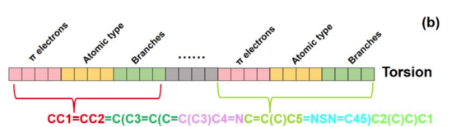 (b)
π electrons Atomic type Branches ...... π electrons Atomic type Branches
Torsion
CC1=CC2=C(C3=C(C=C(C3)C4=NC=C(C)C5=NSN=C45)C2(C)C)C1